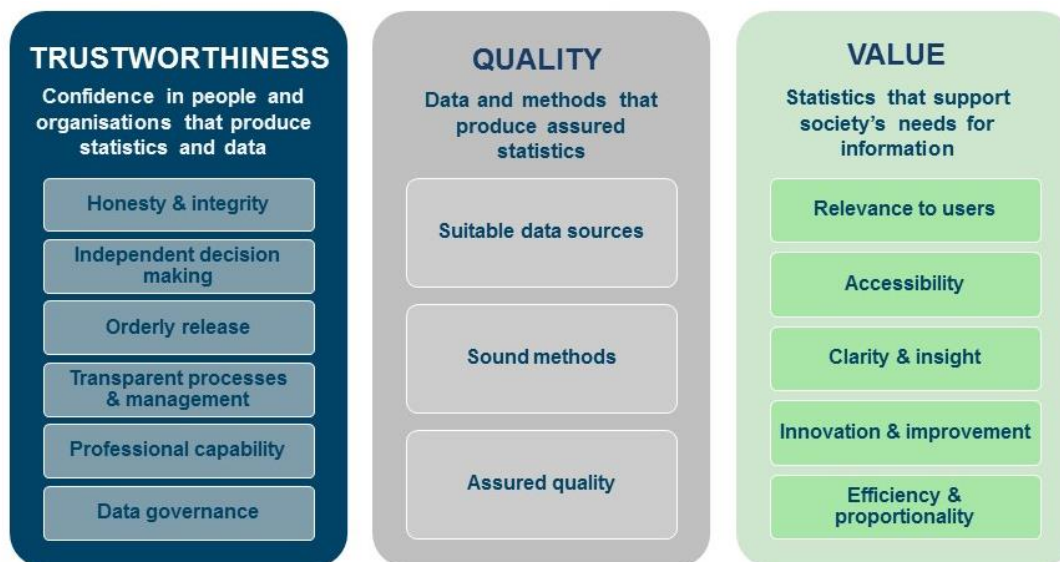 TRUSTWORTHINESS
Confidence in people and
organisations that produce
statistics and data
Honesty & integrity
Independent decision
making
Orderly release
Transparent processes
& management
Professional capability
Data governance
QUALITY
Data and methods that
produce assured
statistics
Suitable data sources
Sound methods
Assured quality
VALUE
Statistics that support
society's needs for
information
Relevance to users
Accessibility
Clarity & insight
Innovation & improvement
Efficiency &
proportionality